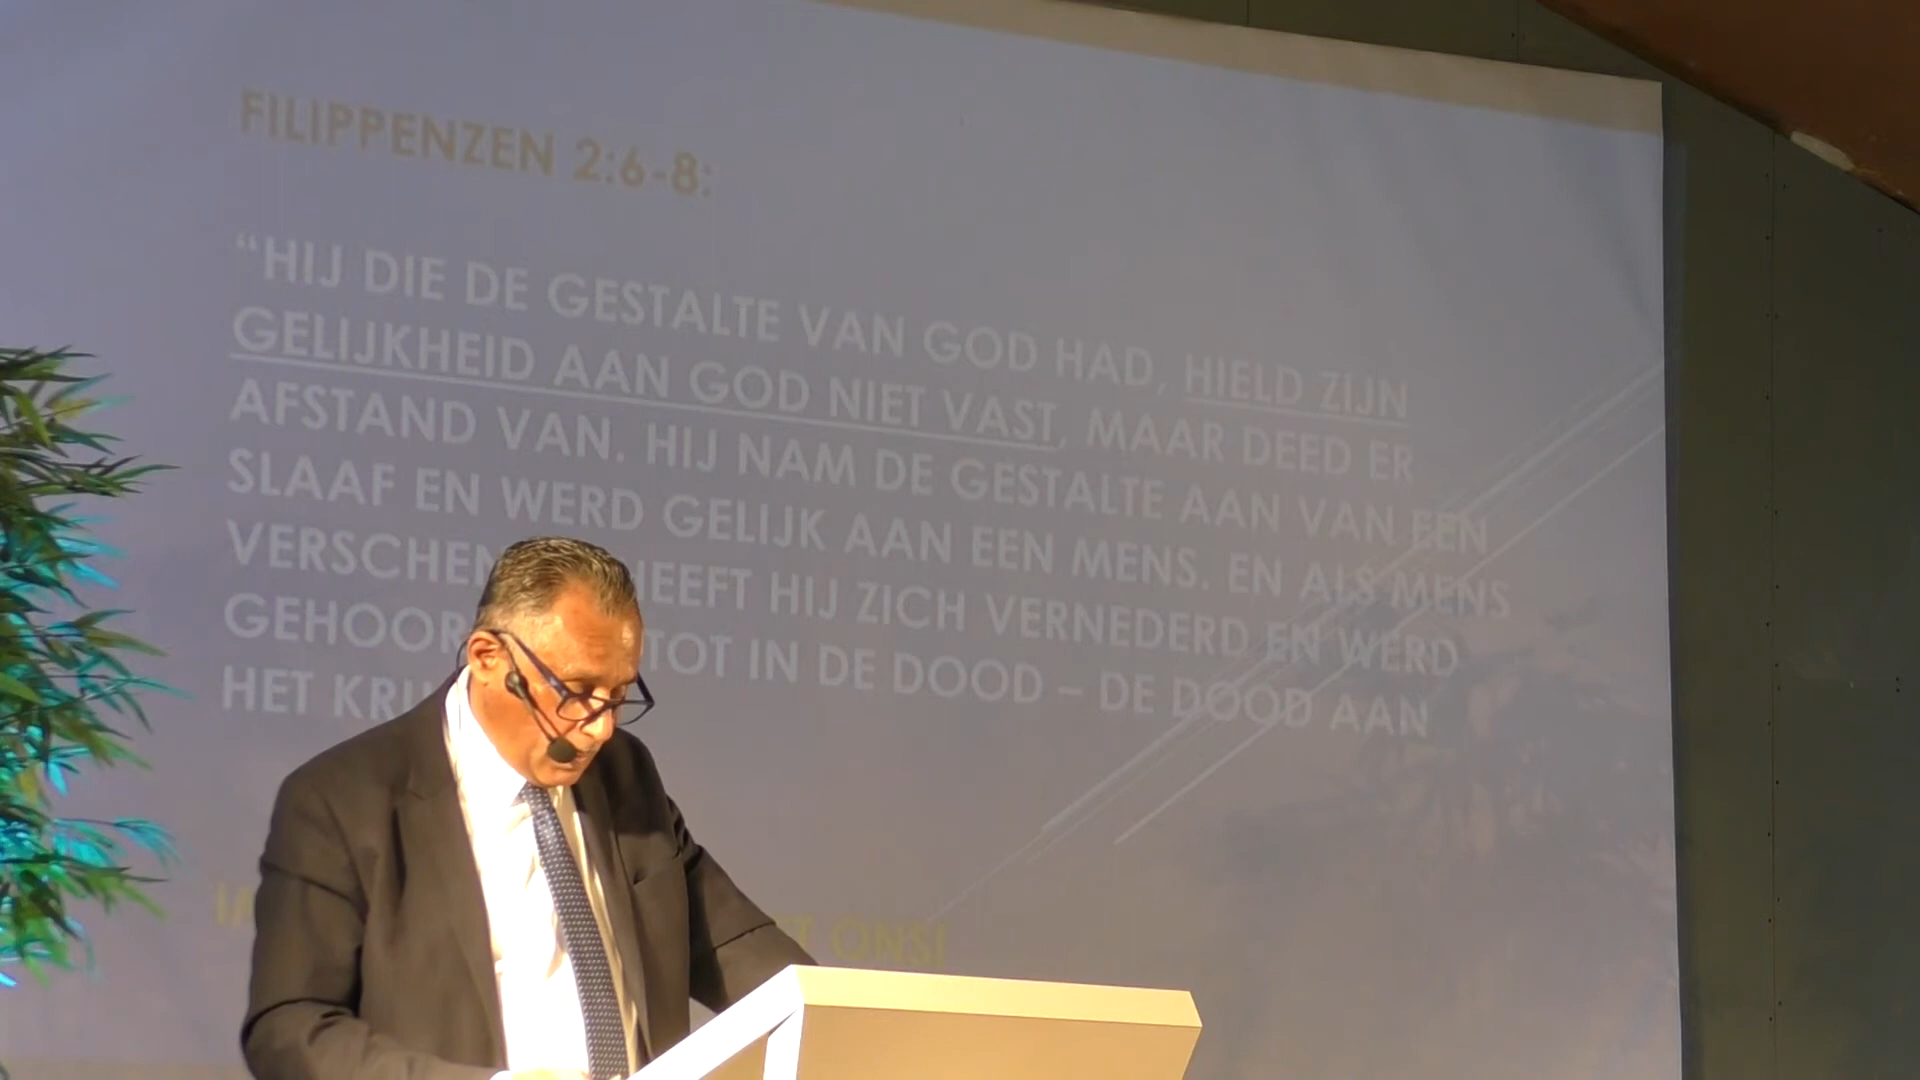 FILIPPENZEN 2:6-8:
“HIJ DIE DE GESTALTE VAN GOD HAD, HIELD ZIJN
GELIJKHEID AAN GOD NIET VAST, MAAR DEED ER
AFSTAND VAN. HIJ NAM DE GESTALTE AAN VAN EEN
SLAAF EN WERD GELIJK AAN EEN MENS. EN ALS MENS
HEEFT HIJ ZICH VERNEDERD EN WERD
TOT IN DE DOOD – DE DOOD AAN
HET
ONS!